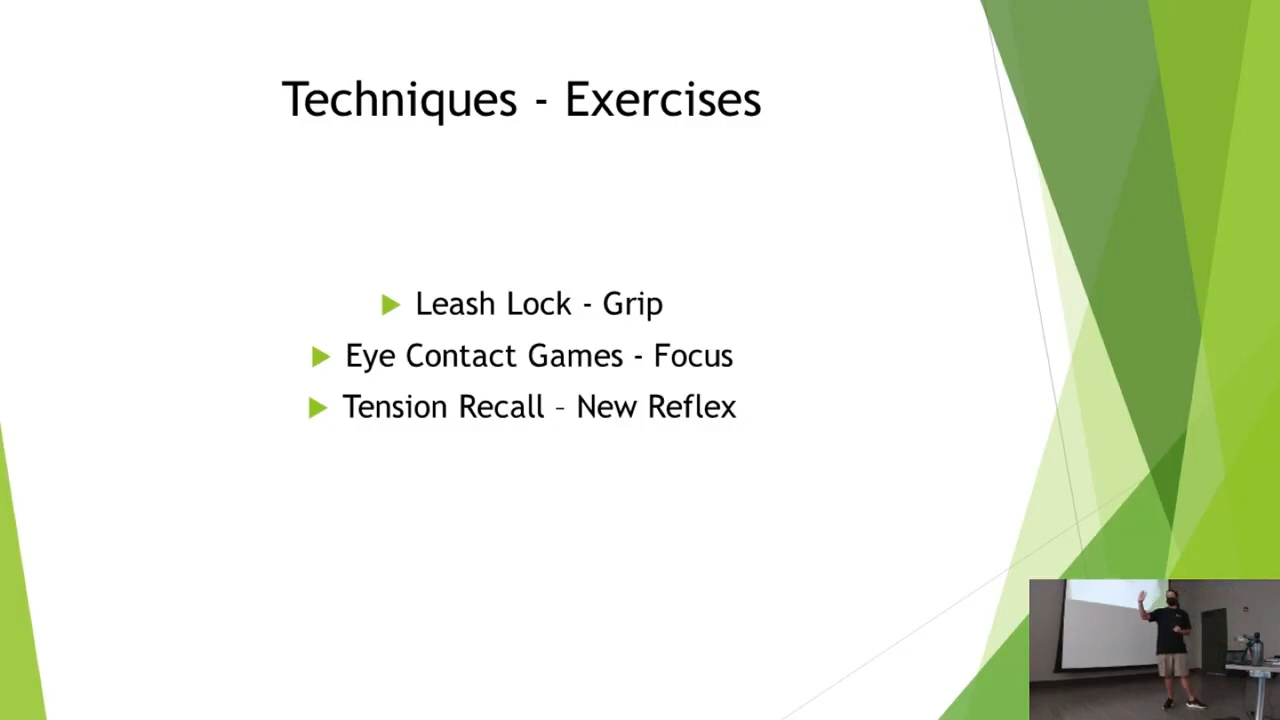 Techniques - Exercises
Leash Lock - Grip
Eye Contact Games - Focus
Tension Recall – New Reflex